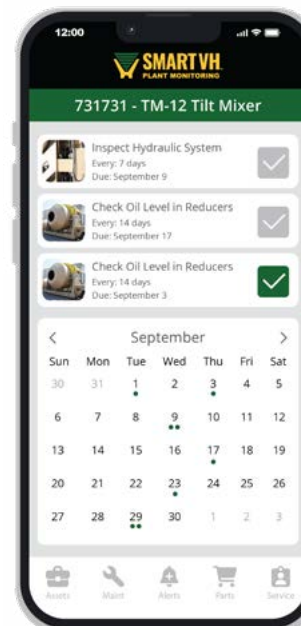 12:00
SMART VH
PLANT MONITORING
731731 - TM-12 Tilt Mixer
Inspect Hydraulic System
Every: 7 days
Due: September 9
Check Oil Level in Reducers
Every: 14 days
Due: September 17
Check Oil Level in Reducers
Every: 14 days
Due: September 3
September
Sun Mon Tue Wed Thu Fri Sat
30 31 1 2 3 4 5
6 7 8 9 10 11 12
13 14 15 16 17 18 19
20 21 22 23 24 25 26
27 28 29 30 1 2 3
Assets Maint Alerts Parts Service